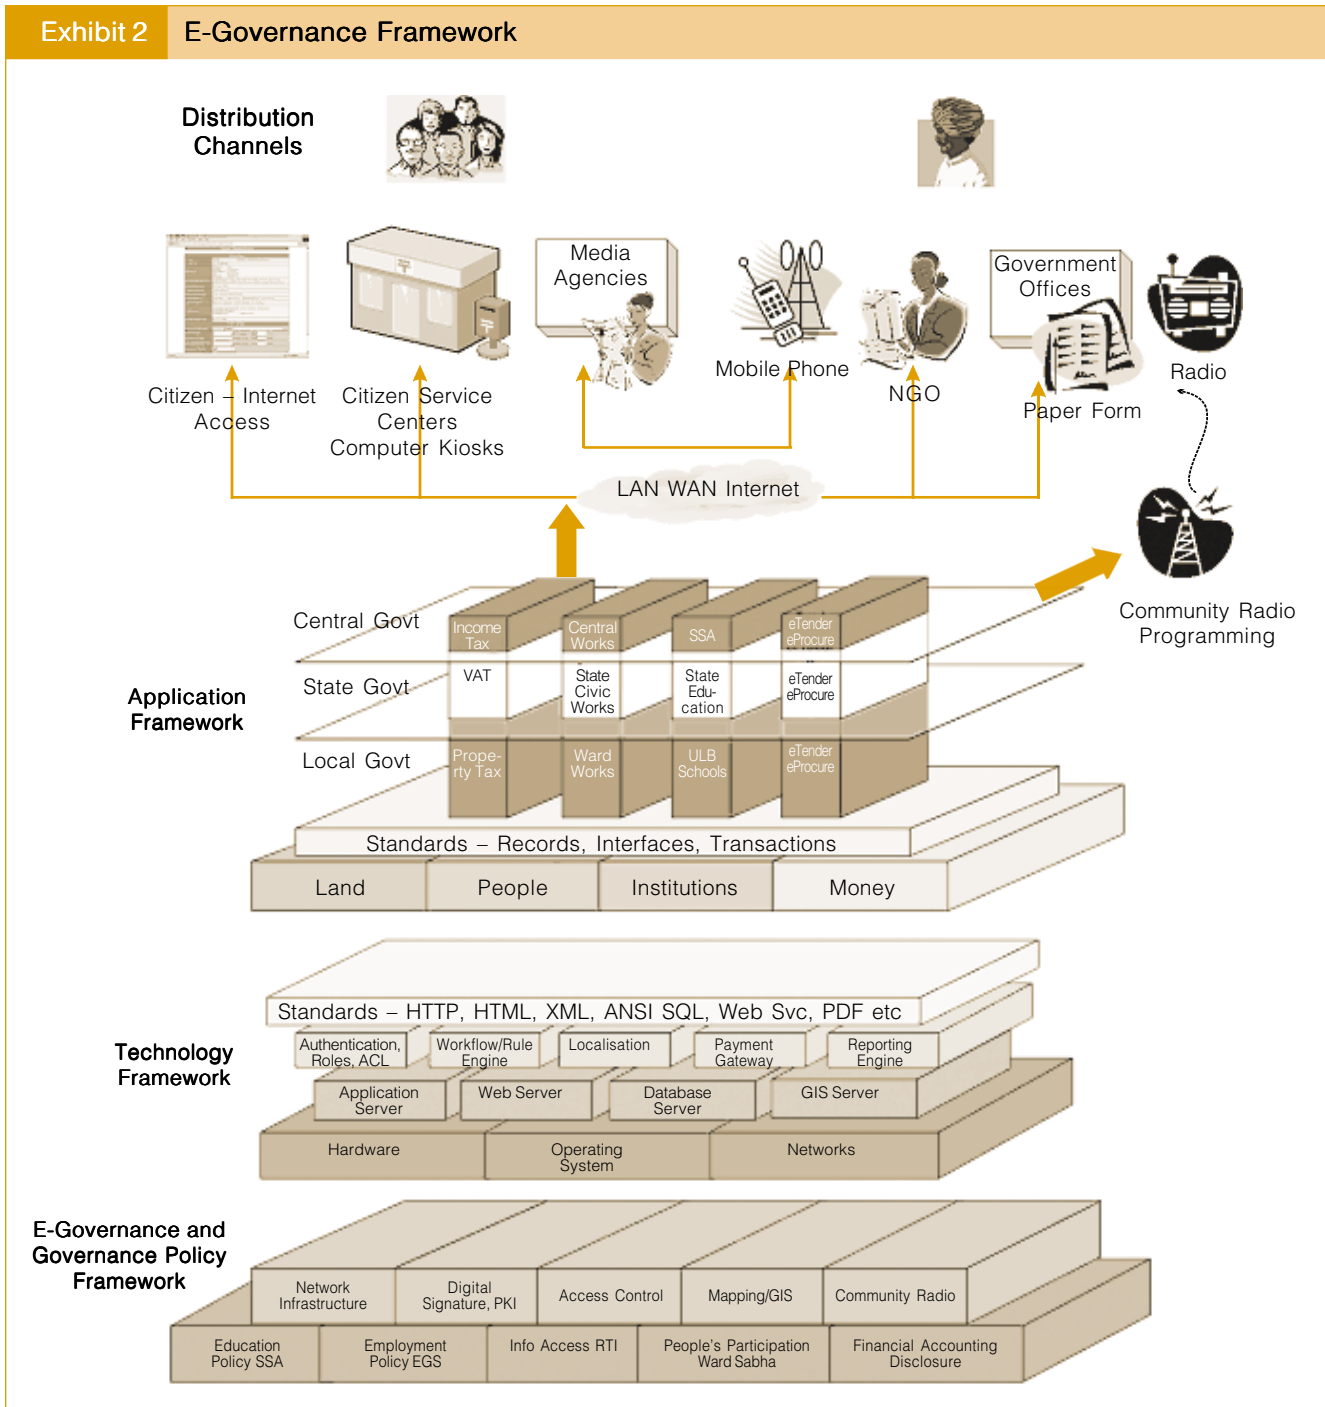 Exhibit 2
E-Governance Framework
Distribution
Channels
Media
Agencies
Government
Offices
Mobile Phone
Radio
Citizen – Internet
Access
Citizen Service
Centers
Computer Kiosks
NGO
Paper Form
LAN WAN Internet
Community Radio
Programming
Application
Framework
Central Govt
Income
Tax
Central
Works
SSA
eTender
eProcure
State Govt
VAT
State
Civic
Works
State
Edu-
cation
eTender
eProcure
Local Govt
Prope-
rty Tax
Ward
Works
ULB
Schools
eTender
eProcure
Standards – Records, Interfaces, Transactions
Land
People
Institutions
Money
Technology
Framework
Standards – HTTP, HTML, XML, ANSI SQL, Web Svc, PDF etc
Authentication,
Roles, ACL
Workflow/Rule
Engine
Localisation
Payment
Gateway
Reporting
Engine
Application
Server
Web Server
Database
Server
GIS Server
Hardware
Operating
System
Networks
E-Governance and
Governance Policy
Framework
Network
Infrastructure
Digital
Signature, PKI
Access Control
Mapping/GIS
Community Radio
Education
Policy SSA
Employment
Policy EGS
Info Access RTI
People's Participation
Ward Sabha
Financial Accounting
Disclosure